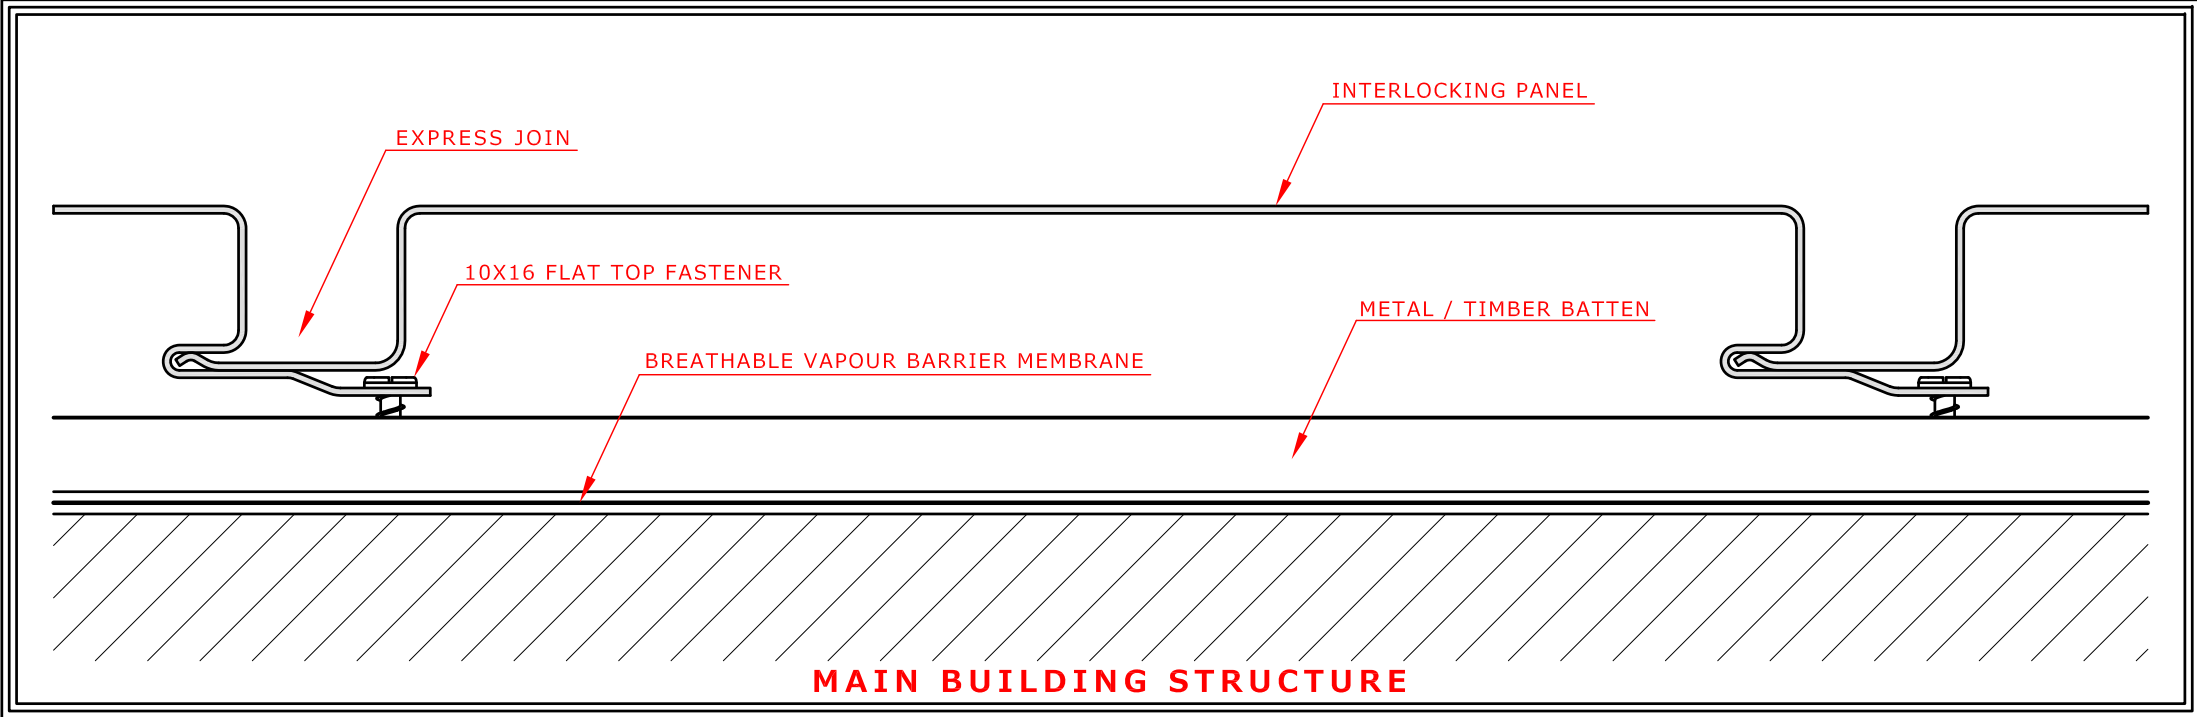 INTERLOCKING PANEL
EXPRESS JOIN
10X16 FLAT TOP FASTENER
METAL / TIMBER BATTEN
BREATHABLE VAPOUR BARRIER MEMBRANE
MAIN BUILDING STRUCTURE